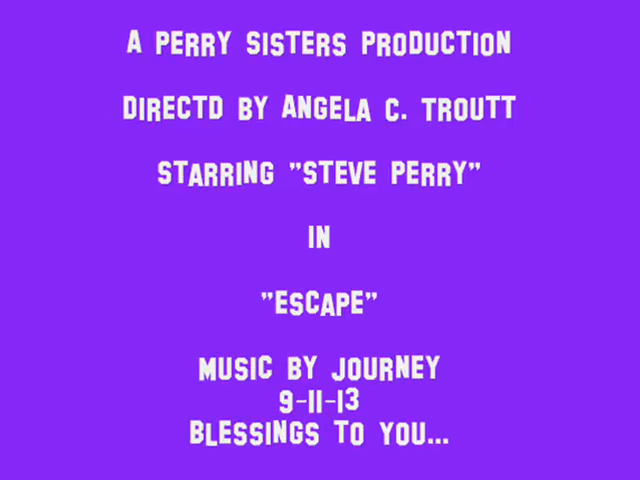 A PERRY SISTERS PRODUCTION
DIRECTD BY ANGELA C. TROUTT
STARRING "STEVE PERRY"
IN
"ESCAPE"
MUSIC BY JOURNEY
9-11-13
BLESSINGS TO YOU...